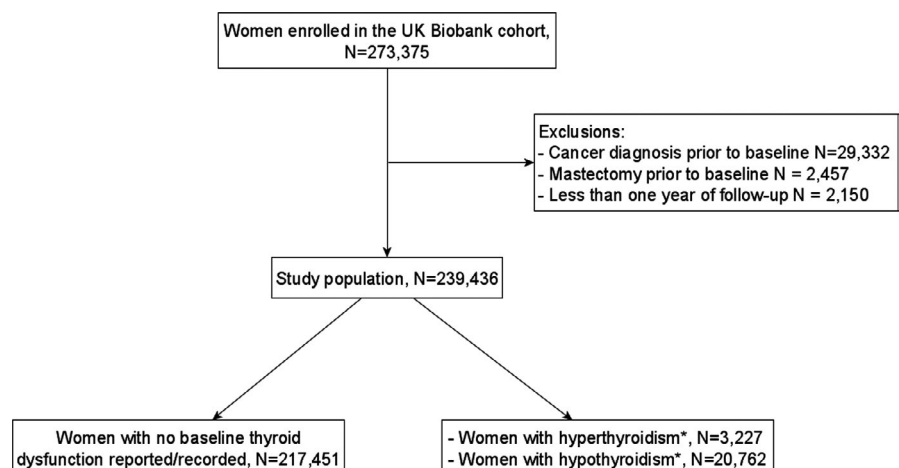 Women enrolled in the UK Biobank cohort,
N=273,375
Exclusions:
- Cancer diagnosis prior to baseline N=29,332
- Mastectomy prior to baseline N = 2,457
- Less than one year of follow-up N = 2,150
Study population, N=239,436
Women with no baseline thyroid
dysfunction reported/recorded, N=217,451
- Women with hyperthyroidism*, N=3,227
- Women with hypothyroidism*, N=20,762